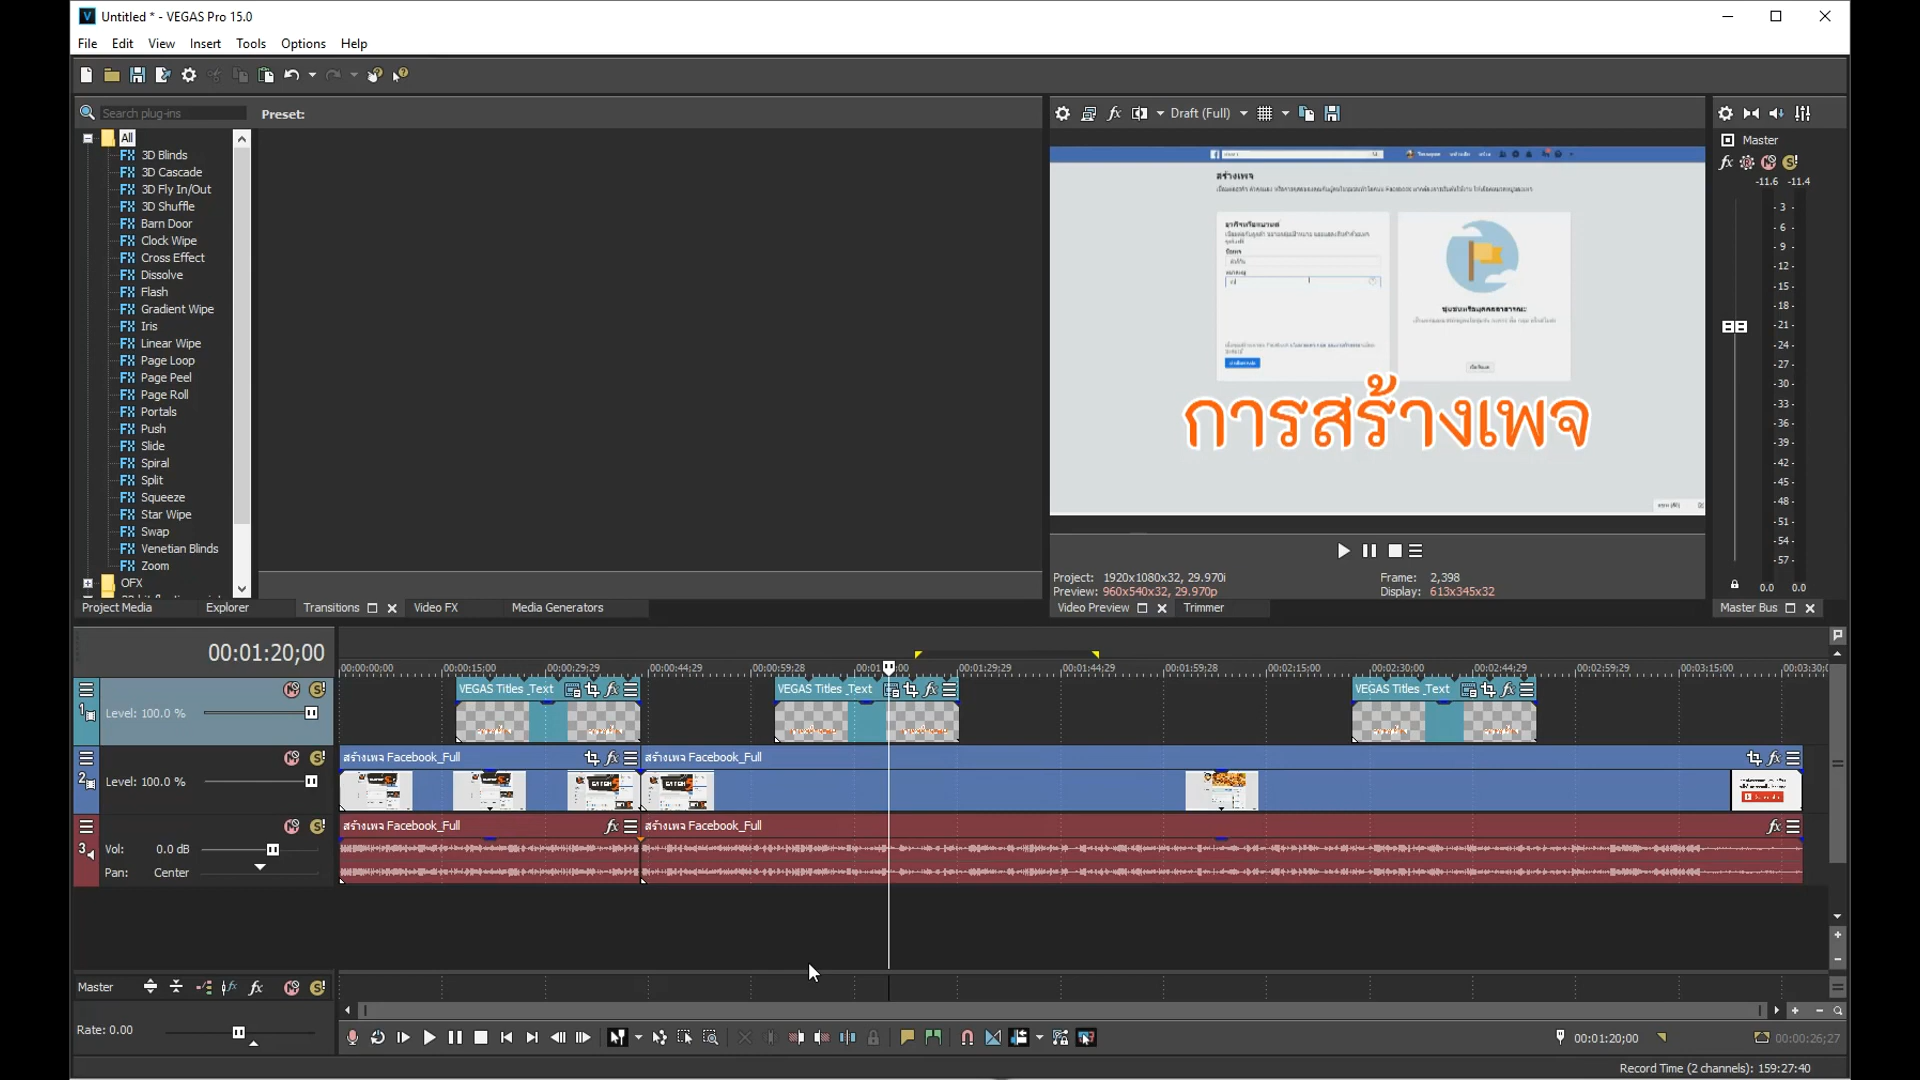 Untitled * - VEGAS Pro 15.0
File Edit View Insert Tools Options Help
Search plug-ins
Preset:
All
3D Blinds
3D Cascade
3D Fly In/Out
3D Shuffle
Barn Door
Clock Wipe
Cross Effect
Dissolve
Flash
Gradient Wipe
Iris
Linear Wipe
Page Loop
Page Peel
Page Roll
Portals
Push
Slide
Spiral
Split
Squeeze
Star Wipe
Swap
Venetian Blinds
Zoom
OFX
Project Media Explorer Transitions Video FX Media Generators
Draft (Full)
สร้างเพจ
การสร้างเพจ
Project: 1920x1080x32, 29.970i
Frame: 2,398
Preview: 960x540x32, 29.970p
Display: 613x345x32
Video Preview Trimmer
Master
-11.6 -11.4
- 3 -
- 6 -
- 9 -
- 12 -
- 15 -
- 18 -
- 21 -
- 24 -
- 27 -
- 30 -
- 33 -
- 36 -
- 39 -
- 42 -
- 45 -
- 48 -
- 51 -
- 54 -
- 57 -
0.0 0.0
Master Bus
00:01:20;00
00:00:00;00 00:00:15;00 00:00:29;29 00:00:44;29 00:00:59;28 00:01:29;29 00:01:44;29 00:01:59;28 00:02:15;00 00:02:30;00 00:02:44;29 00:02:59;29 00:03:15;00
1 Level: 100.0 %
VEGAS Titles _Text VEGAS Titles _Text VEGAS Titles _Text
2 Level: 100.0 %
สร้างเพจ Facebook_Full สร้างเพจ Facebook_Full
3 Vol: 0.0 dB
Pan: Center
สร้างเพจ Facebook_Full สร้างเพจ Facebook_Full
Master
Rate: 0.00
00:01:20;00
00:00:26;27
Record Time (2 channels): 159:27:40